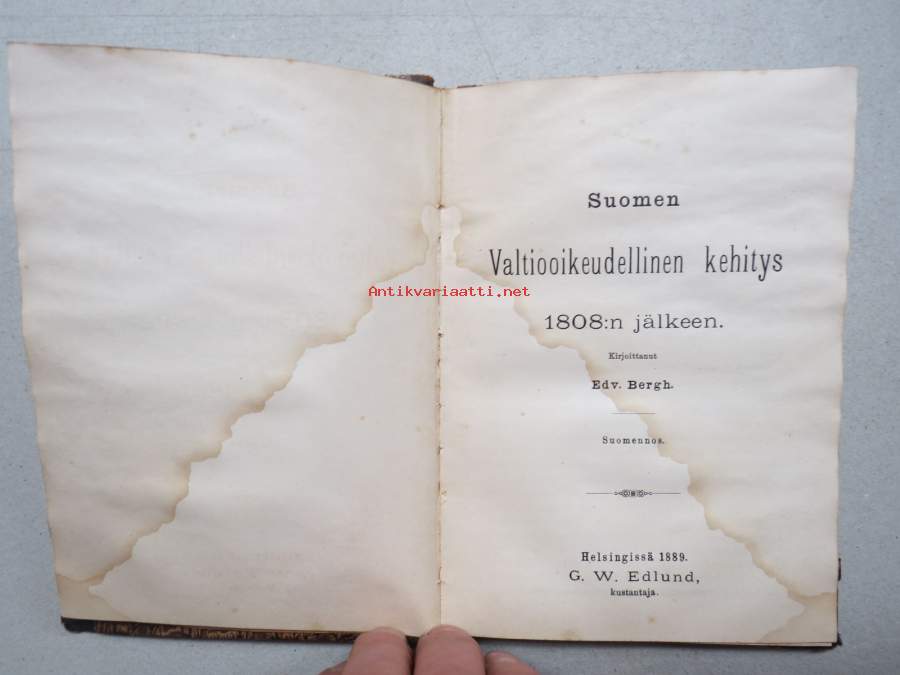 Suomen
Valtiooikeudellinen kehitys
Antikvariaatti.net
1808:n jälkeen.
Kirjoittanut
Edv. Bergh.
Suomennos.
Helsingissä 1889.
G. W. Edlund,
kustantaja.